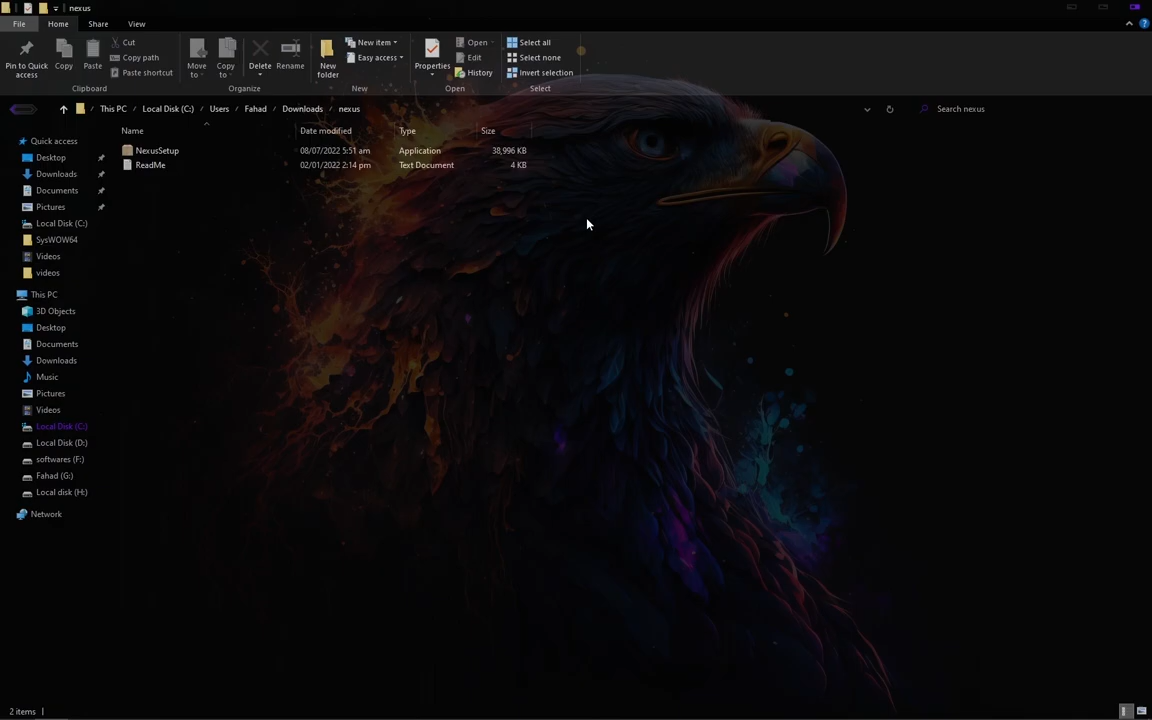 nexus
File Home Share View
Pin to Quick access
Copy
Paste
Cut
Copy path
Paste shortcut
Clipboard
Move to
Copy to
Delete
Rename
Organize
New folder
New item
Easy access
New
Properties
Open
Edit
History
Open
Select all
Select none
Invert selection
Select
/ This PC / Local Disk (C:) / Users / Fahad / Downloads / nexus
Search nexus
Name Date modified Type Size
NexusSetup 08/07/2022 5:51 am Application 38,996 KB
ReadMe 02/01/2022 2:14 pm Text Document 4 KB
Quick access
Desktop
Downloads
Documents
Pictures
Local Disk (C:)
SysWOW64
Videos
videos
This PC
3D Objects
Desktop
Documents
Downloads
Music
Pictures
Videos
Local Disk (C:)
Local Disk (D:)
softwares (F:)
Fahad (G:)
Local disk (H:)
Network
2 items